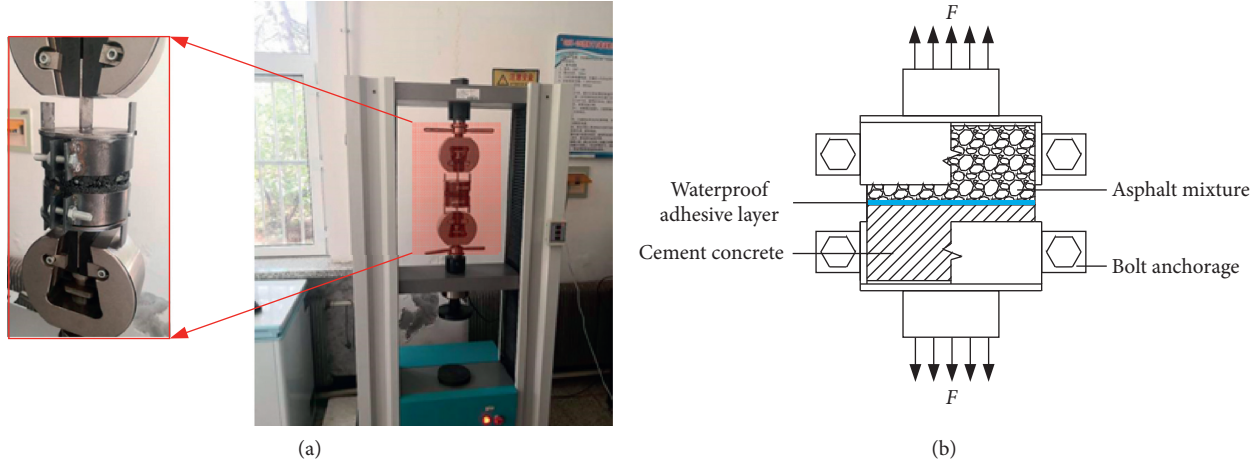 F
Waterproof
adhesive layer
Asphalt mixture
Cement concrete
Bolt anchorage
F
(a)
(b)